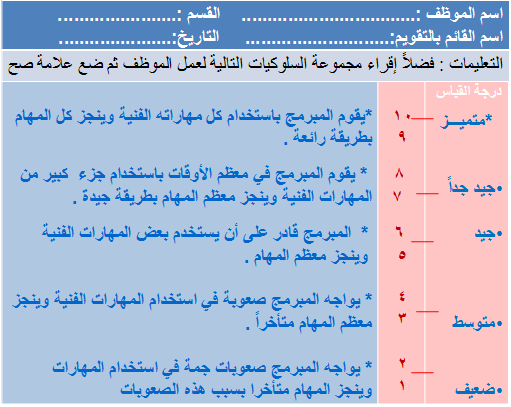 اسم الموظف :................................ القسم :.......................
اسم القائم بالتقويم:.......................... التاريخ:.....................
التعليمات : فضلاً إقراء مجموعة السلوكيات التالية لعمل الموظف ثم ضع علامة صح
درجة القياس
*متميـــز
١٠
٩
*يقوم المبرمج باستخدام كل مهاراته الفنية وينجز كل المهام
بطريقة رائعة .
•جيد جداً
٨
٧
* يقوم المبرمج في معظم الأوقات باستخدام جزء كبير من
المهارات الفنية وينجز معظم المهام بطريقة جيدة .
•جيد
٦
٥
* المبرمج قادر على أن يستخدم بعض المهارات الفنية
وينجز معظم المهام .
•متوسط
٤
٣
* يواجه المبرمج صعوبة في استخدام المهارات الفنية وينجز
معظم المهام متأخراً .
•ضعيف
٢
١
* يواجه المبرمج صعوبات جمة في استخدام المهارات
وينجز المهام متأخرا بسبب هذه الصعوبات